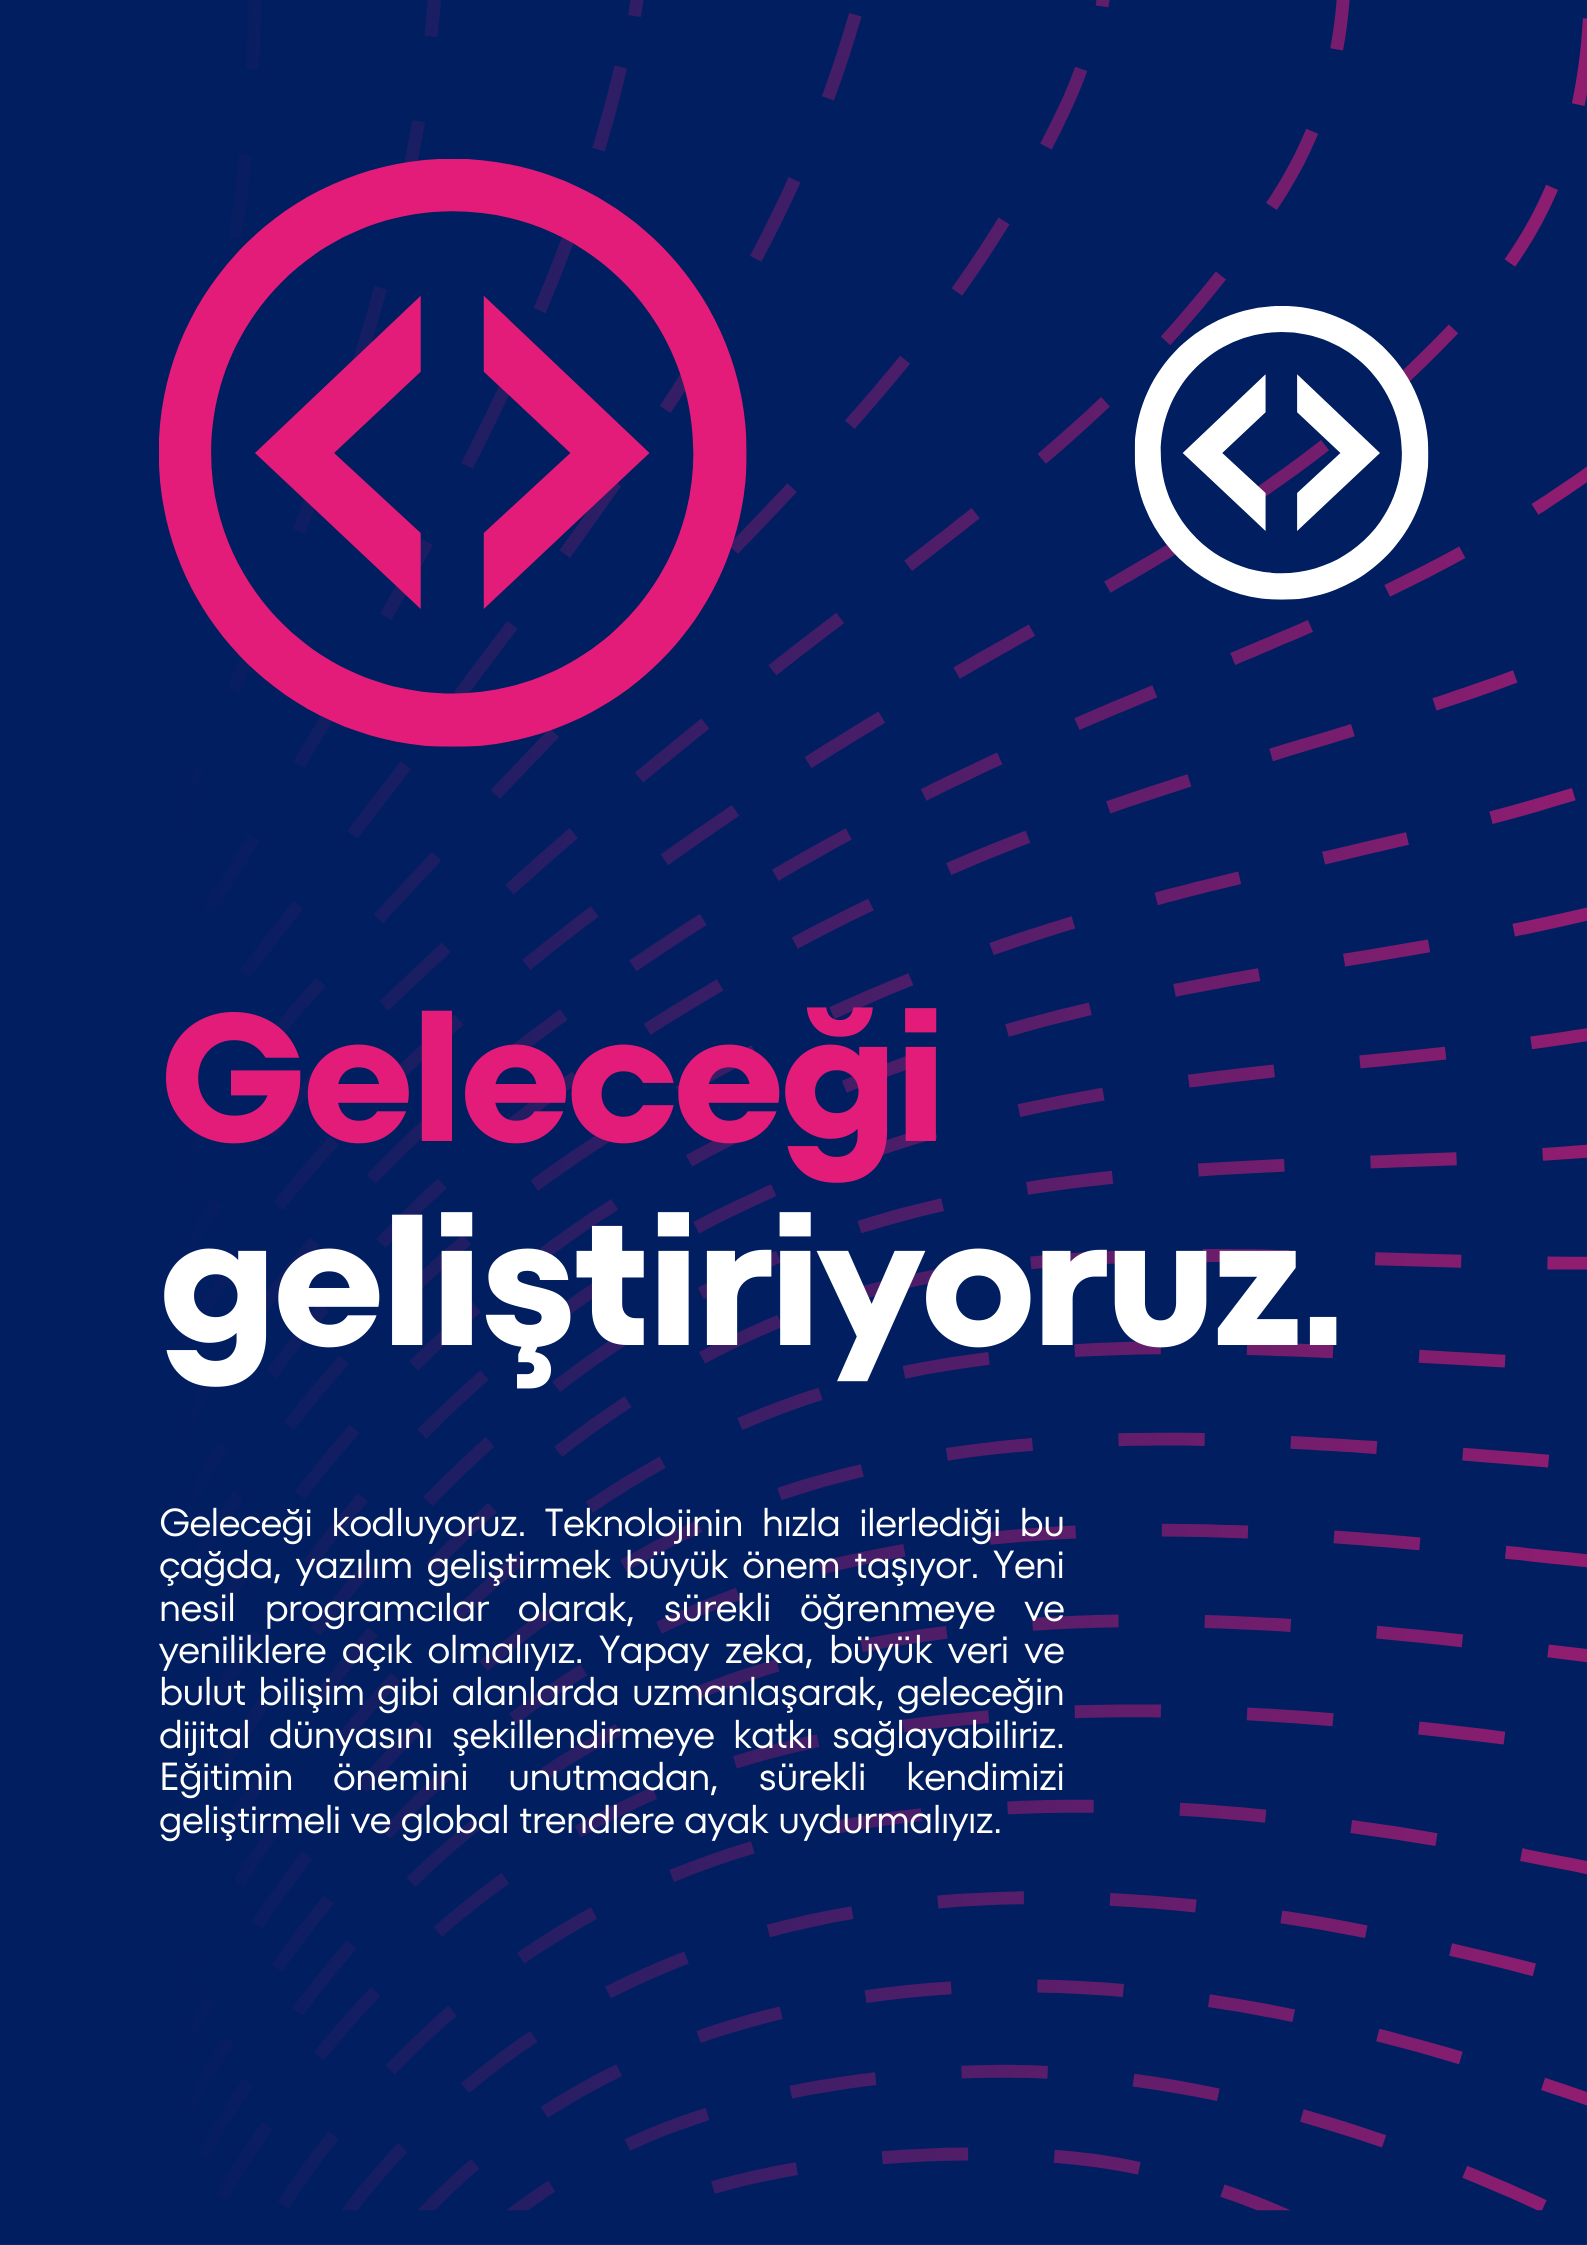 Geleceği
geliştiriyoruz.
Geleceği kodluyoruz. Teknolojinin hızla ilerlediği bu
çağda, yazılım geliştirmek büyük önem taşıyor. Yeni
nesil programcılar olarak, sürekli öğrenmeye ve
yeniliklere açık olmalıyız. Yapay zeka, büyük veri ve
bulut bilişim gibi alanlarda uzmanlaşarak, geleceğin
dijital dünyasını şekillendirmeye katkı sağlayabiliriz.
Eğitimin önemini unutmadan, sürekli kendimizi
geliştirmeli ve global trendlere ayak uydurmalıyız.